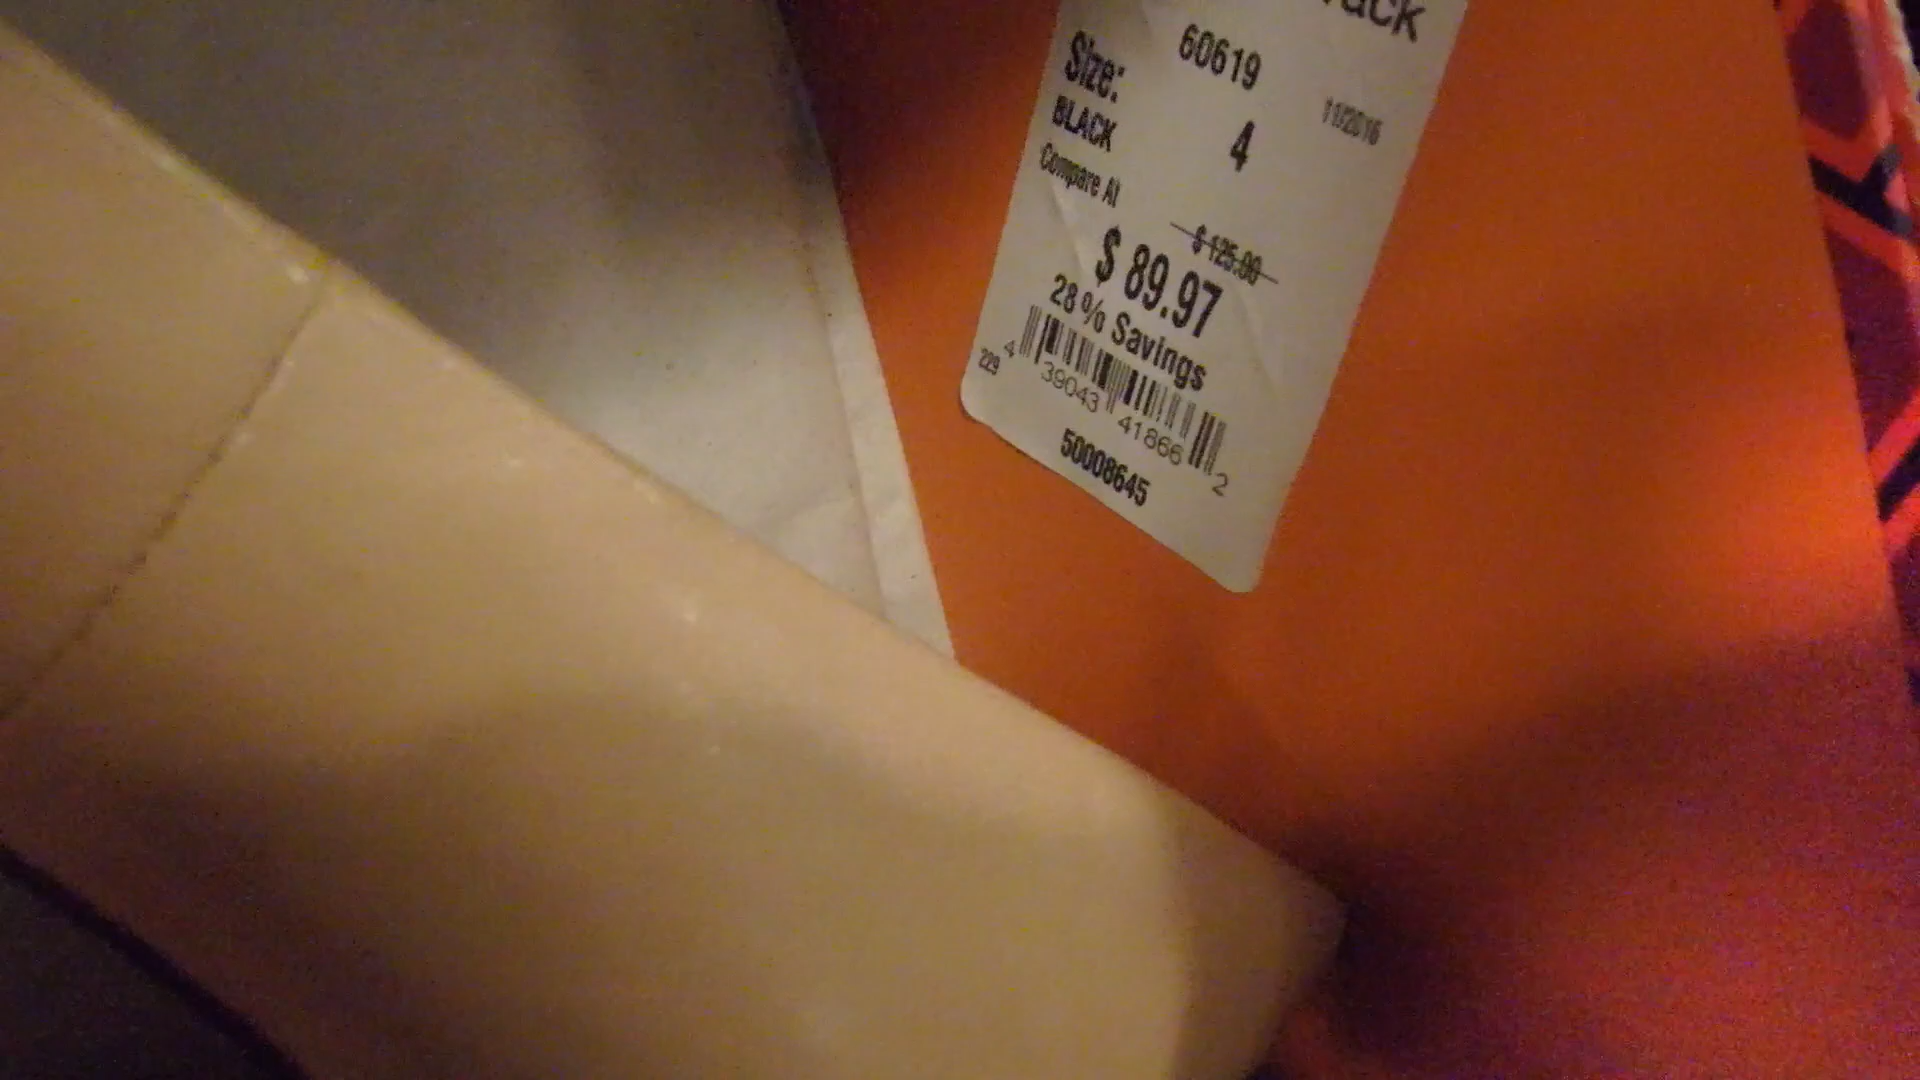 60619
Size:
11/2016
BLACK
4
Compare At
$ 125.00
$ 89.97
28% Savings
229
4 39043 41866 2
50008645